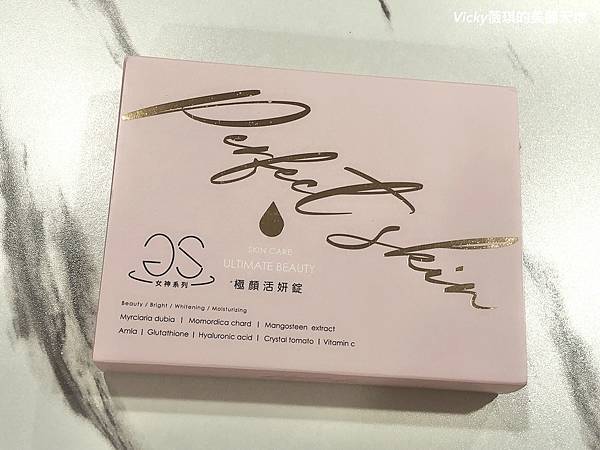 Vicky薇琪的美麗天地
Perfect skin
SKIN CARE
ULTIMATE BEAUTY
極顏活妍錠
GS
女神系列
Beauty / Bright / Whitening / Moisturizing
Myrciaria dubia | Momordica chard | Mangosteen extract
Amla | Glutathione | Hyaluronic acid | Crystal tomato | Vitamin c